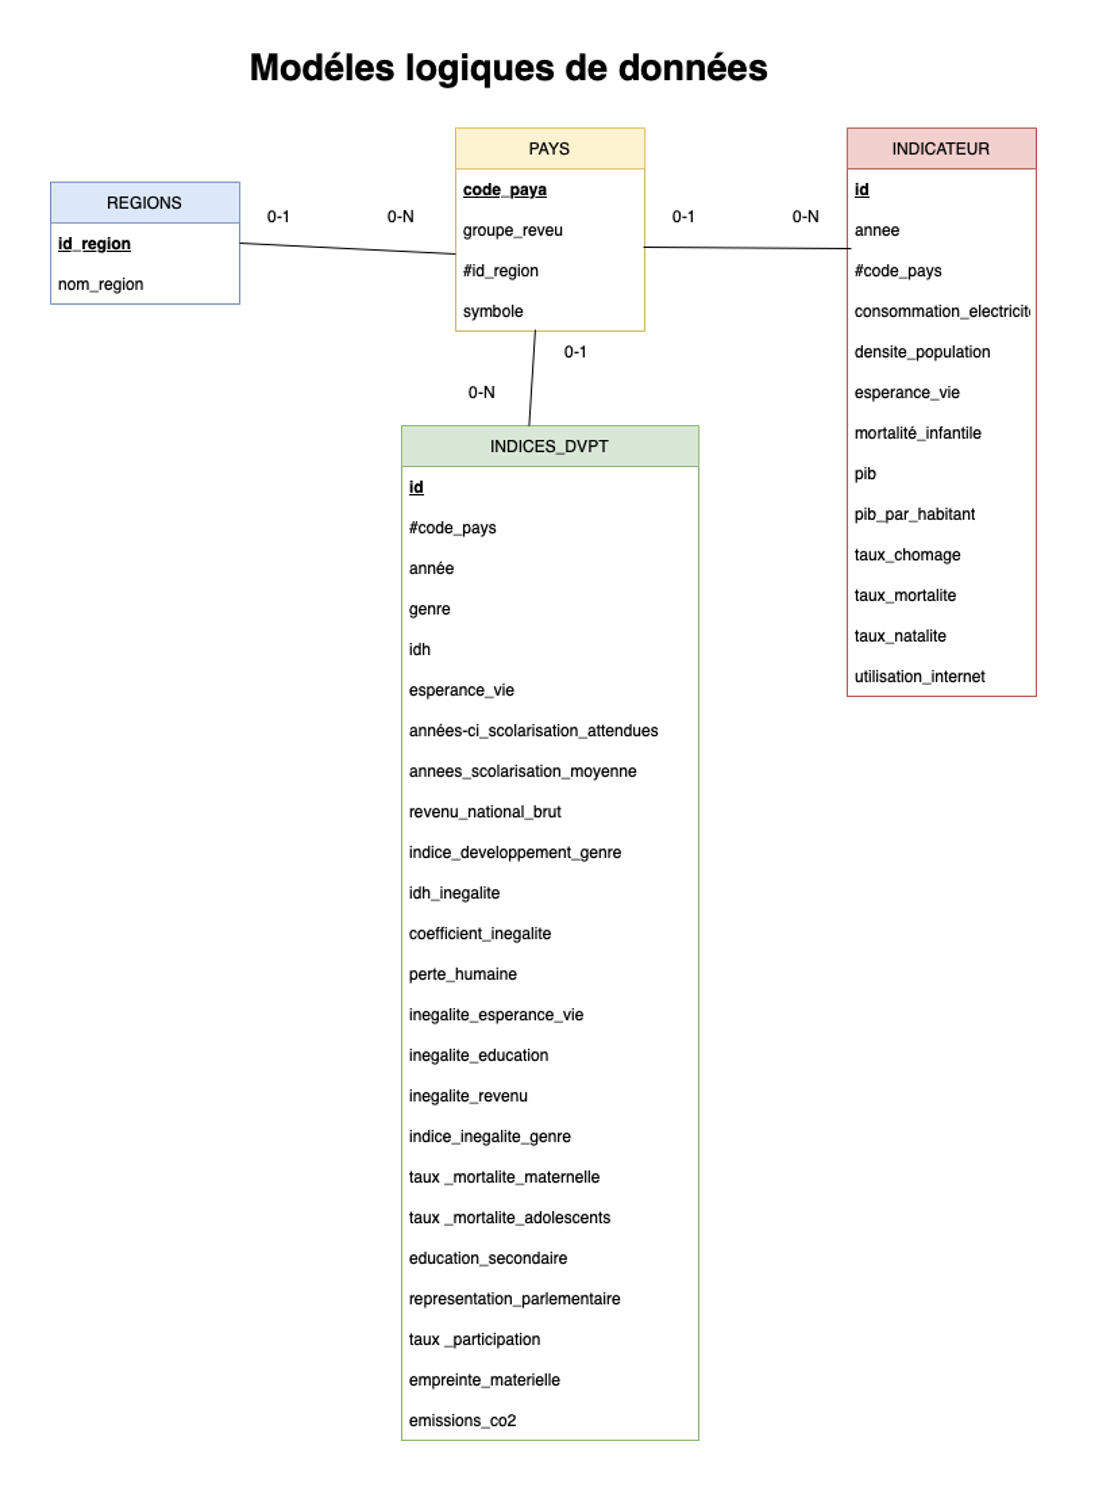 Modéles logiques de données
REGIONS
id_region
nom_region
0-1
0-N
PAYS
code_paya
groupe_reveu
#id_region
symbole
0-1
0-N
INDICATEUR
id
annee
#code_pays
consommation_electricit
densite_population
esperance_vie
mortalité_infantile
pib
pib_par_habitant
taux_chomage
taux_mortalite
taux_natalite
utilisation_internet
0-1
0-N
INDICES_DVPT
id
#code_pays
année
genre
idh
esperance_vie
années-ci_scolarisation_attendues
annees_scolarisation_moyenne
revenu_national_brut
indice_developpement_genre
idh_inegalite
coefficient_inegalite
perte_humaine
inegalite_esperance_vie
inegalite_education
inegalite_revenu
indice_inegalite_genre
taux _mortalite_maternelle
taux _mortalite_adolescents
education_secondaire
representation_parlementaire
taux _participation
empreinte_materielle
emissions_co2